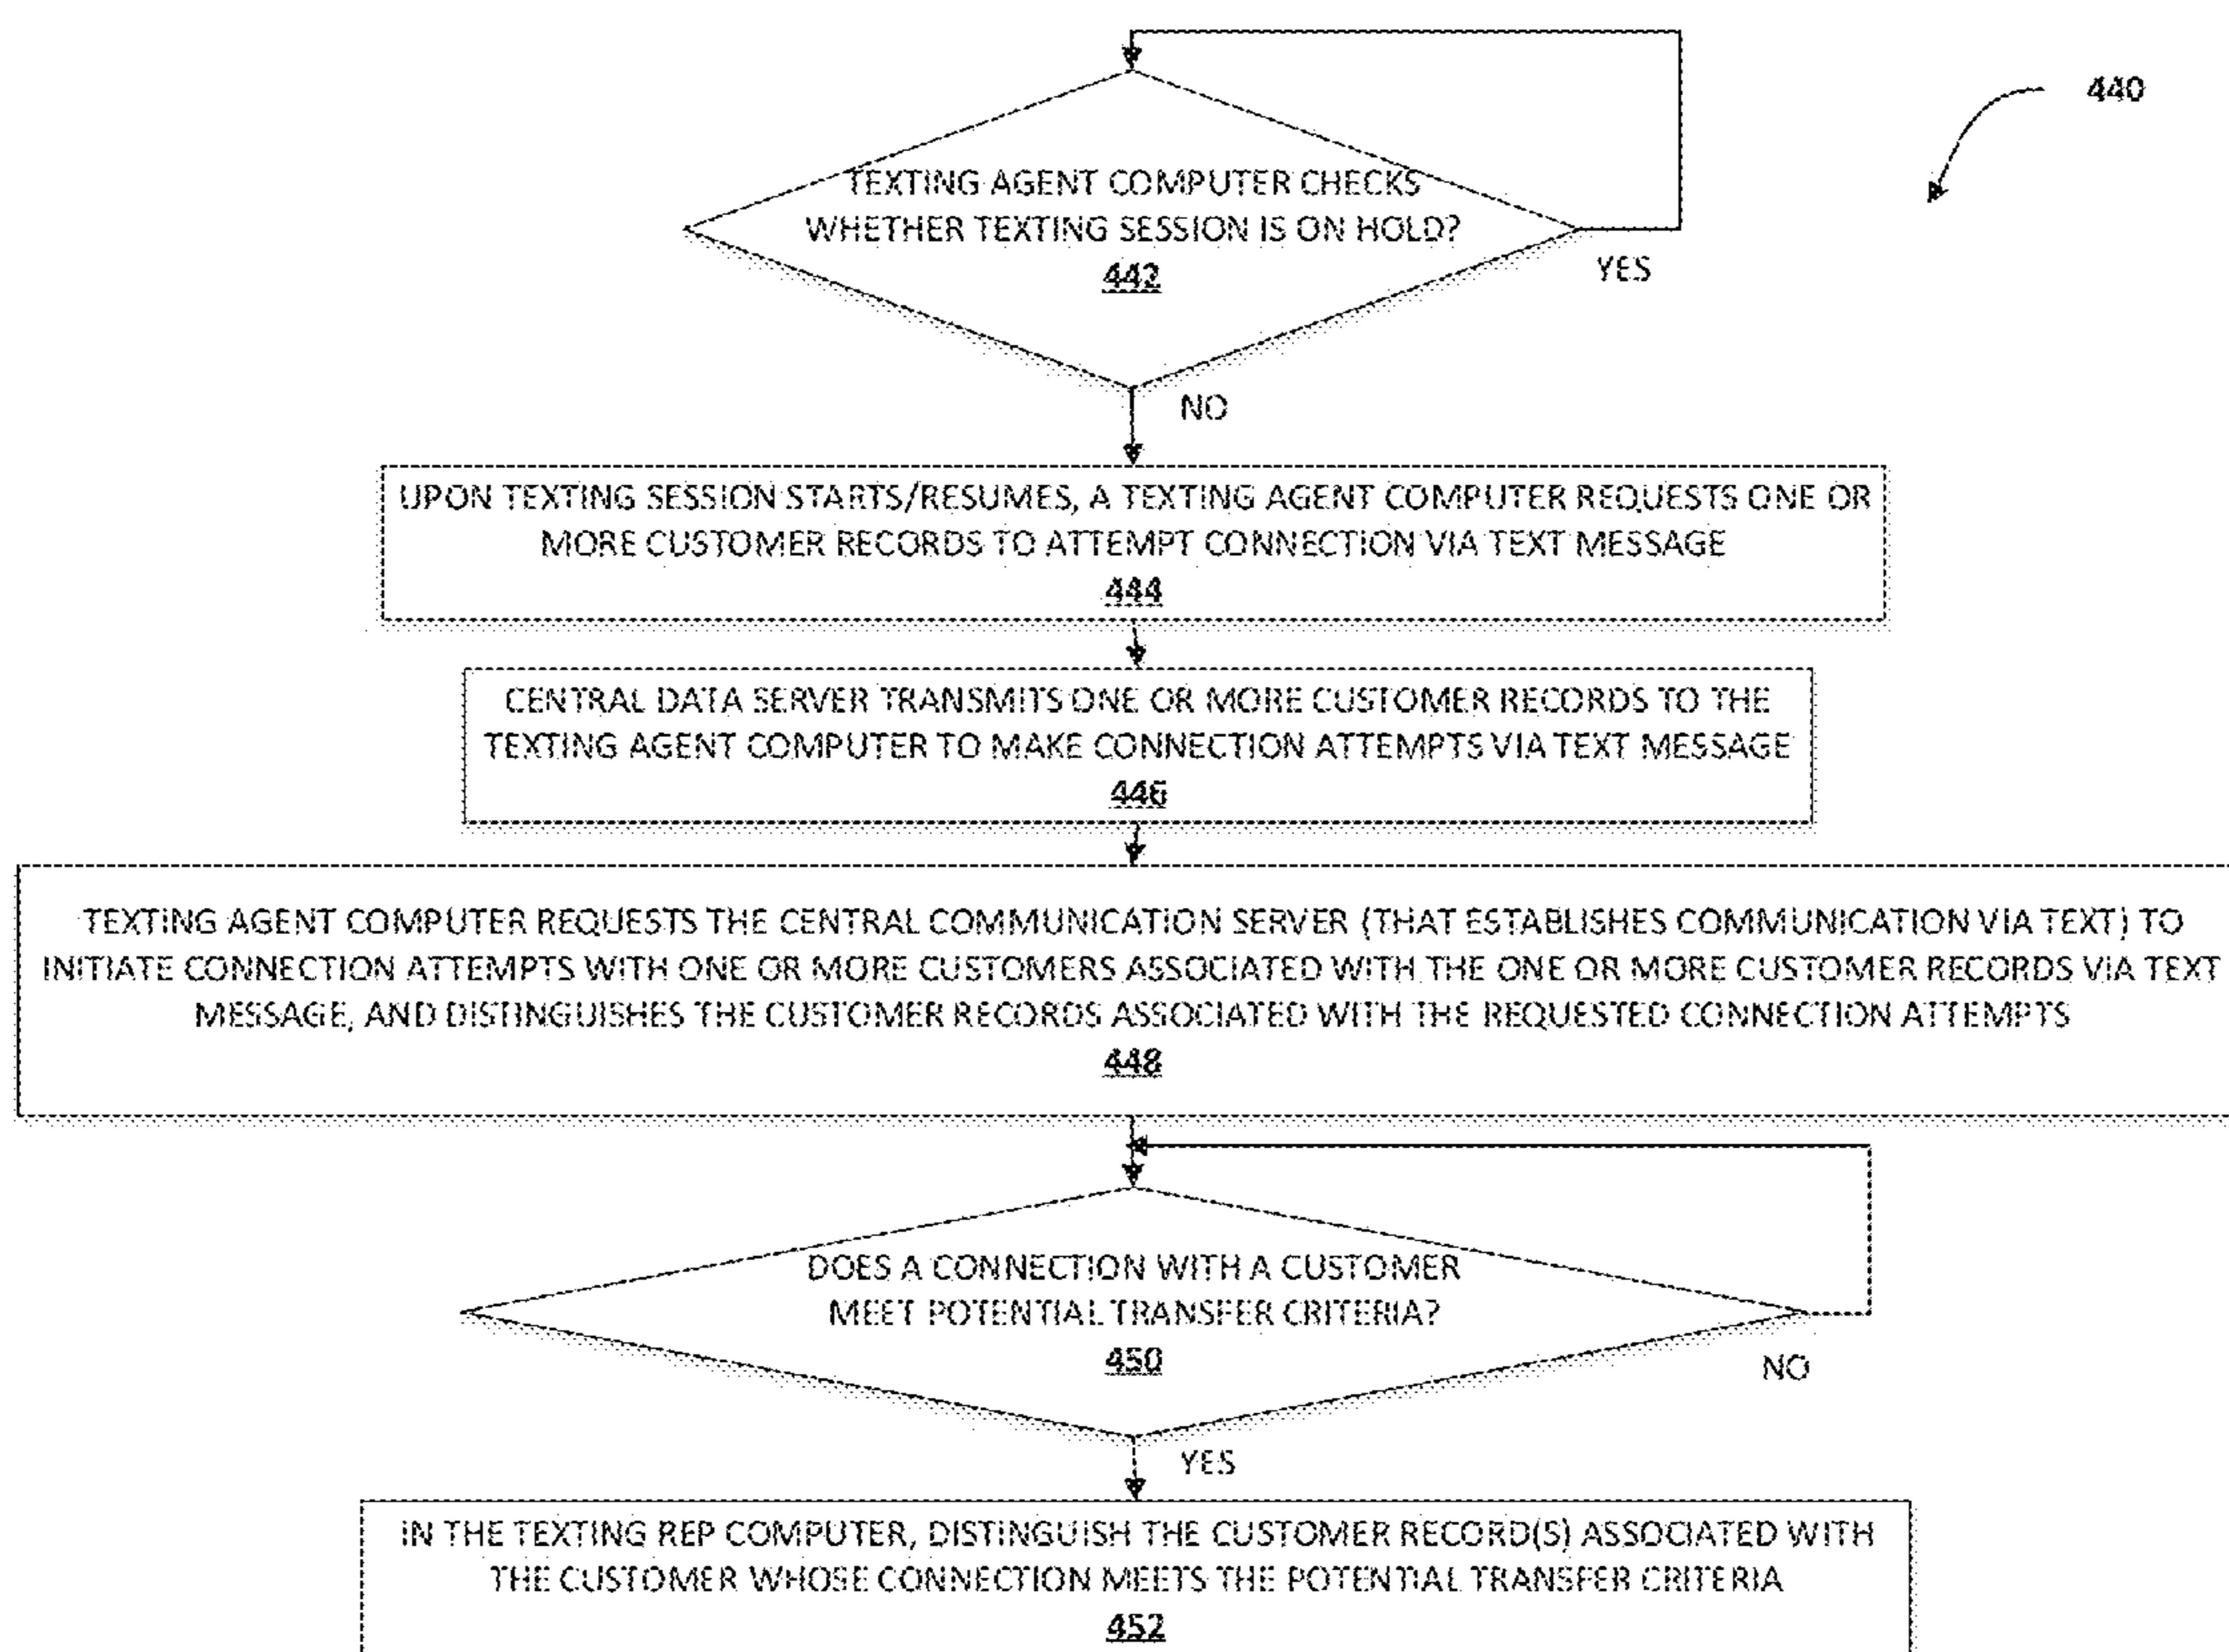 440
TEXTING AGENT COMPUTER CHECKS
WHETHER TEXTING SESSION IS ON HOLD?
442
YES
NO
UPON TEXTING SESSION STARTS/RESUMES, A TEXTING AGENT COMPUTER REQUESTS ONE OR
MORE CUSTOMER RECORDS TO ATTEMPT CONNECTION VIA TEXT MESSAGE
444
CENTRAL DATA SERVER TRANSMITS ONE OR MORE CUSTOMER RECORDS TO THE
TEXTING AGENT COMPUTER TO MAKE CONNECTION ATTEMPTS VIA TEXT MESSAGE
446
TEXTING AGENT COMPUTER REQUESTS THE CENTRAL COMMUNICATION SERVER (THAT ESTABLISHES COMMUNICATION VIA TEXT) TO
INITIATE CONNECTION ATTEMPTS WITH ONE OR MORE CUSTOMERS ASSOCIATED WITH THE ONE OR MORE CUSTOMER RECORDS VIA TEXT
MESSAGE, AND DISTINGUISHES THE CUSTOMER RECORDS ASSOCIATED WITH THE REQUESTED CONNECTION ATTEMPTS
448
DOES A CONNECTION WITH A CUSTOMER
MEET POTENTIAL TRANSFER CRITERIA?
450
NO
YES
IN THE TEXTING REP COMPUTER, DISTINGUISH THE CUSTOMER RECORD(S) ASSOCIATED WITH
THE CUSTOMER WHOSE CONNECTION MEETS THE POTENTIAL TRANSFER CRITERIA
452